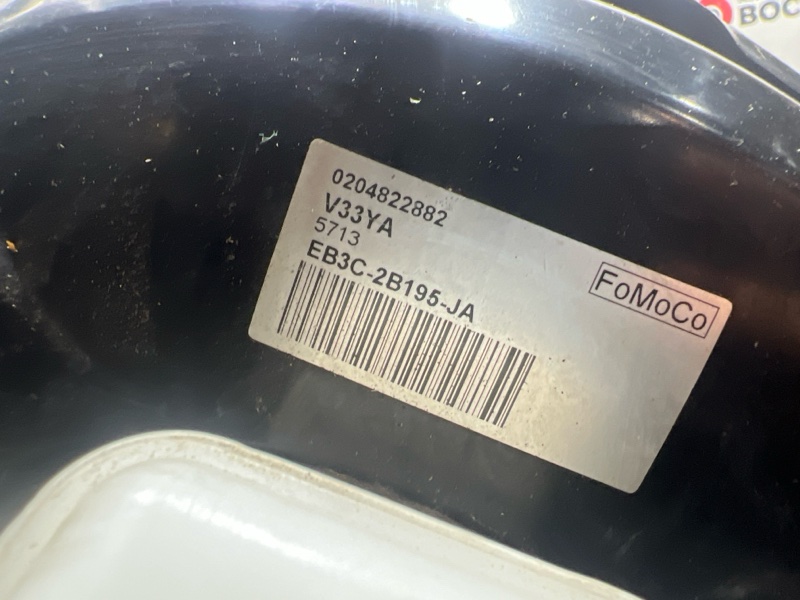 0204822882
V33YA
5713
EB3C-2B195-JA
FoMoCo